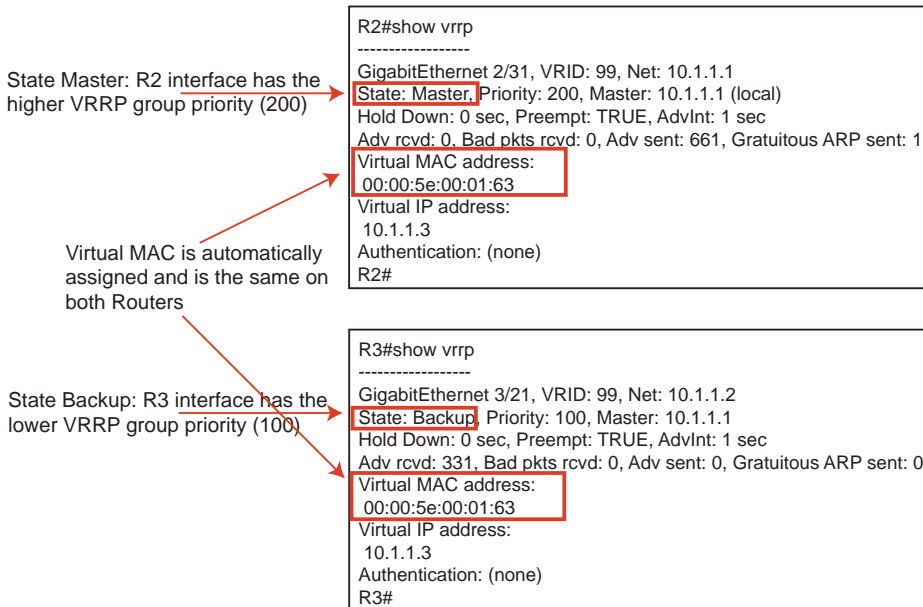 R2#show vrrp
------------------
GigabitEthernet 2/31, VRID: 99, Net: 10.1.1.1
State: Master, Priority: 200, Master: 10.1.1.1 (local)
Hold Down: 0 sec, Preempt: TRUE, AdvInt: 1 sec
Adv rcvd: 0, Bad pkts rcvd: 0, Adv sent: 661, Gratuitous ARP sent: 1
Virtual MAC address:
00:00:5e:00:01:63
Virtual IP address:
10.1.1.3
Authentication: (none)
R2#
State Master: R2 interface has the
higher VRRP group priority (200)
Virtual MAC is automatically
assigned and is the same on
both Routers
R3#show vrrp
------------------
GigabitEthernet 3/21, VRID: 99, Net: 10.1.1.2
State: Backup, Priority: 100, Master: 10.1.1.1
Hold Down: 0 sec, Preempt: TRUE, AdvInt: 1 sec
Adv rcvd: 331, Bad pkts rcvd: 0, Adv sent: 0, Gratuitous ARP sent: 0
Virtual MAC address:
00:00:5e:00:01:63
Virtual IP address:
10.1.1.3
Authentication: (none)
R3#
State Backup: R3 interface has the
lower VRRP group priority (100)